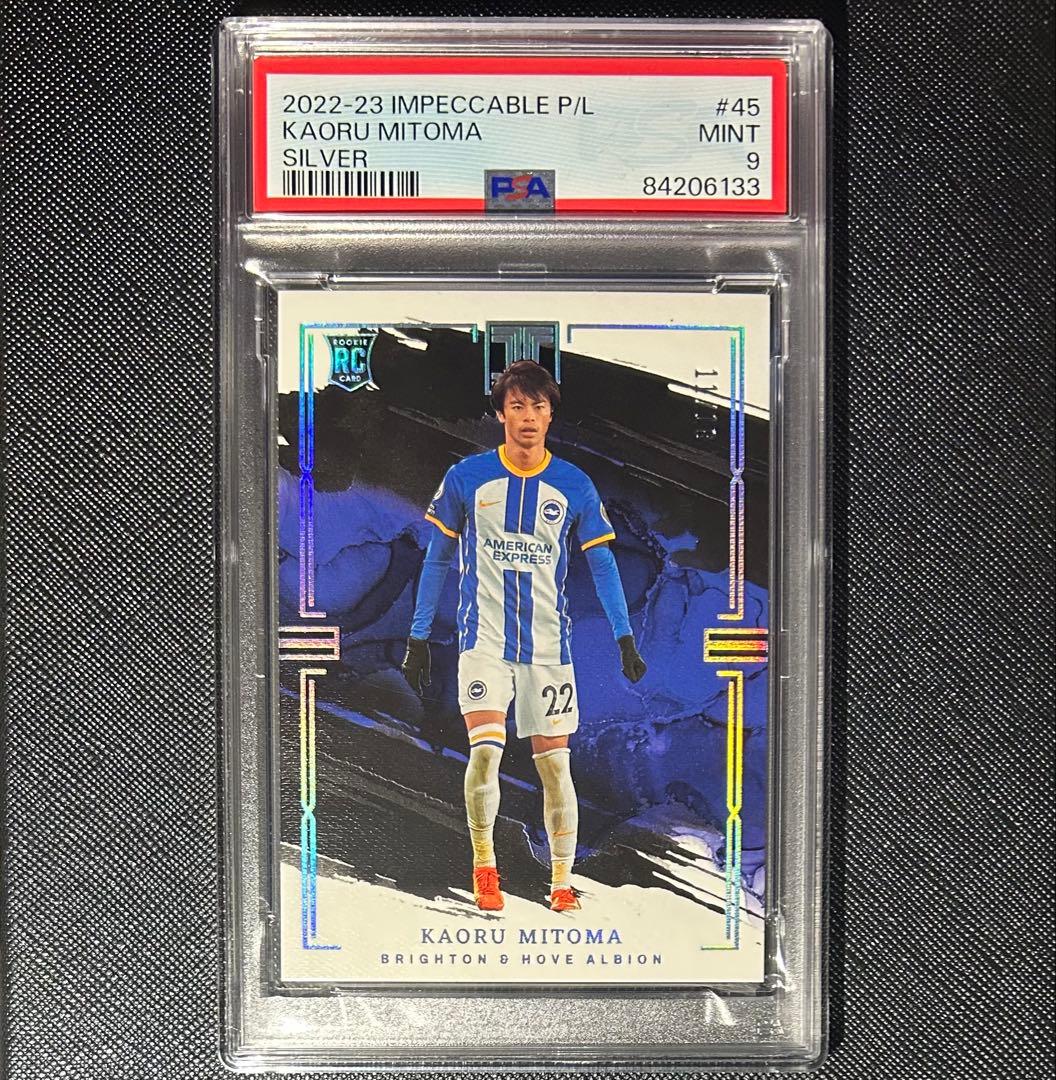 2022-23 IMPECCABLE P/L #45
KAORU MITOMA MINT
SILVER 9
84206133
PSA
ROOKIE
RC
CARD
AMERICAN
EXPRESS
22
KAORU MITOMA
BRIGHTON & HOVE ALBION